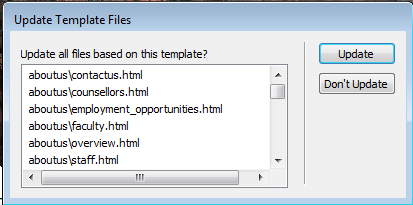 Update Template Files
Update all files based on this template?
Update
Don't Update
aboutus\contactus.html
aboutus\counsellors.html
aboutus\employment_opportunities.html
aboutus\faculty.html
aboutus\overview.html
aboutus\staff.html